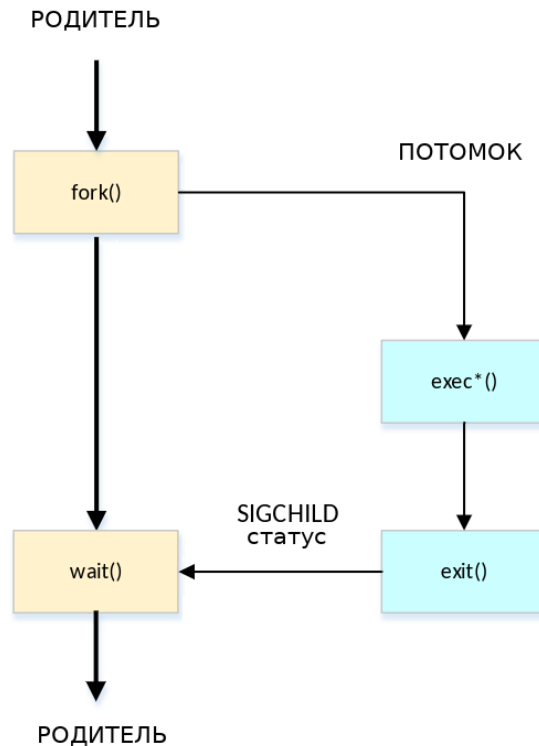 РОДИТЕЛЬ
ПОТОМОК
fork()
exec*()
SIGCHILD
статус
wait()
exit()
РОДИТЕЛЬ